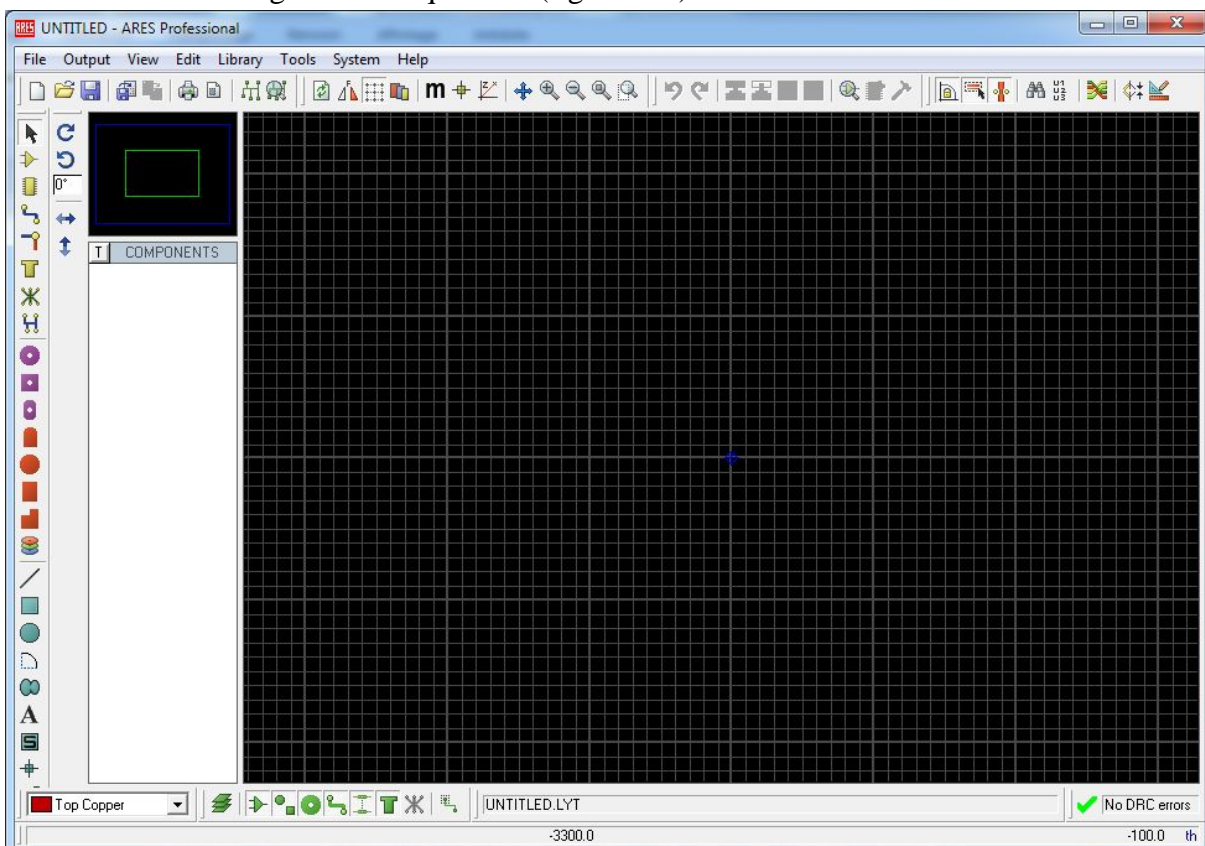 ARES UNTITLED - ARES Professional
File Output View Edit Library Tools System Help
m
0°
T COMPONENTS
A
S
Top Copper
UNTITLED.LYT
No DRC errors
-3300.0
-100.0 th